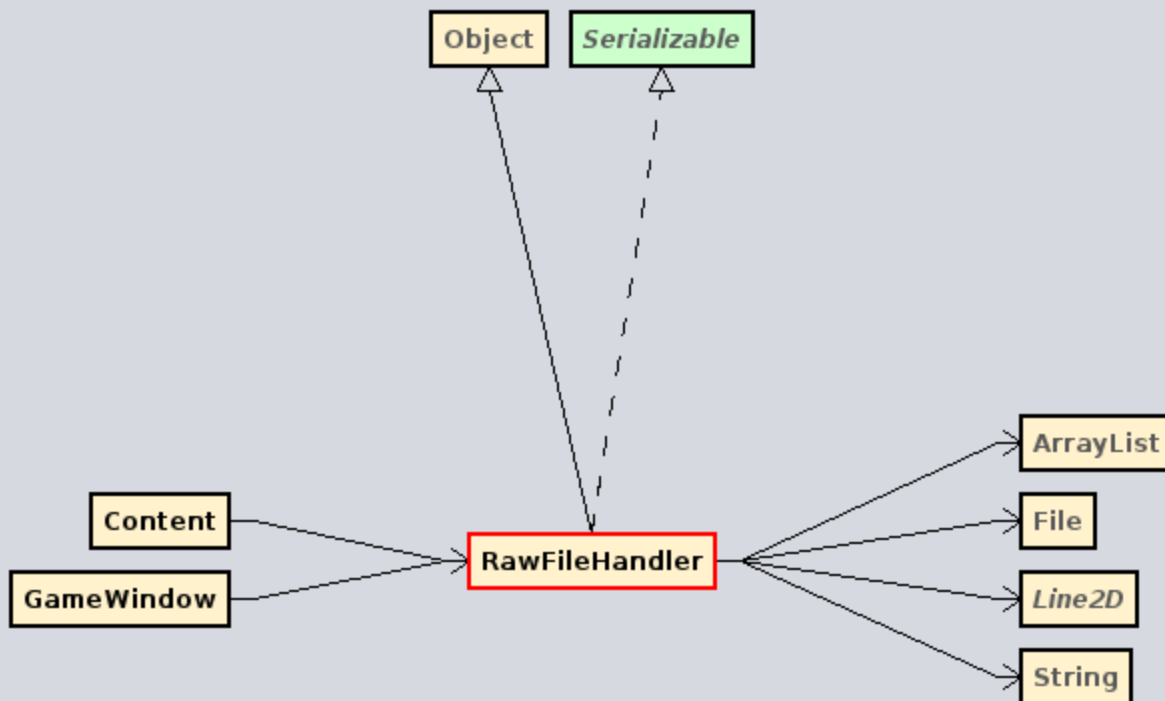 Object
Serializable
ArrayList
Content
File
RawFileHandler
GameWindow
Line2D
String